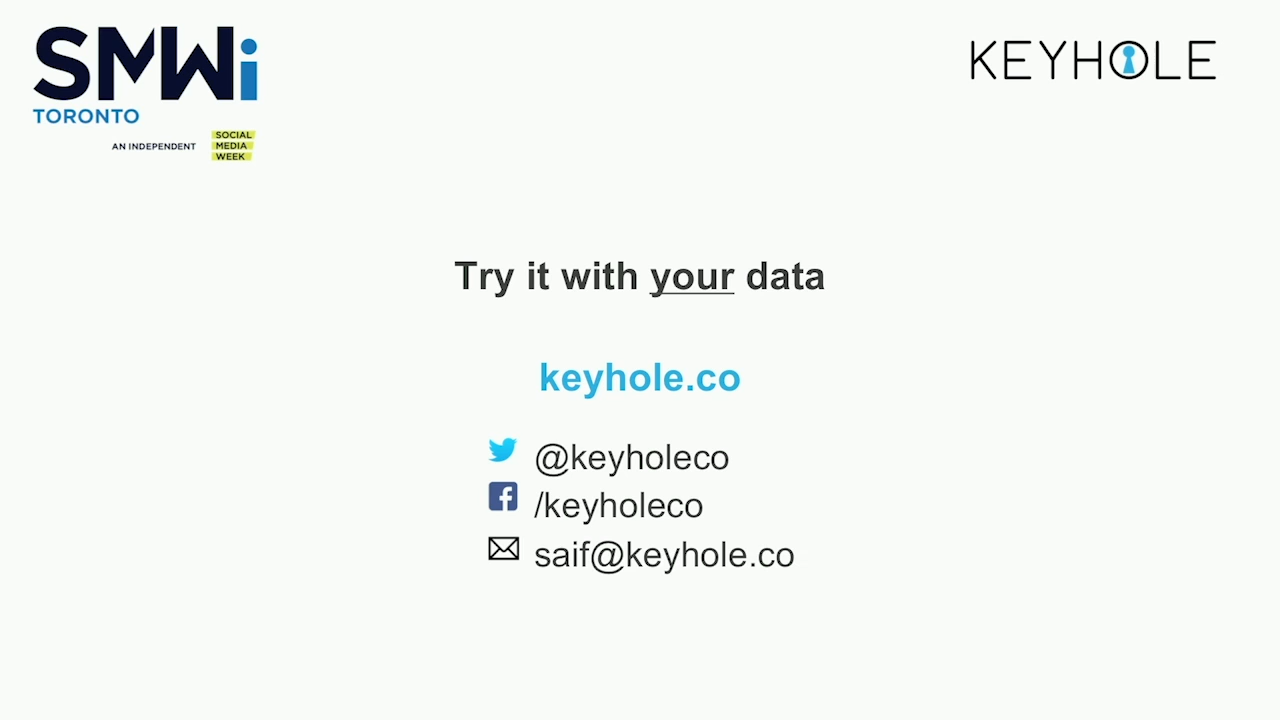 SMWi
TORONTO
AN INDEPENDENT
SOCIAL
MEDIA
WEEK
KEYHOLE
Try it with your data
keyhole.co
@keyholeco
/keyholeco
saif@keyhole.co